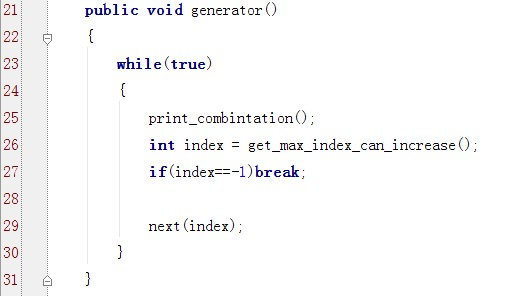 21 public void generator()
22 {
23 while(true)
24 {
25 print_combintation();
26 int index = get_max_index_can_increase();
27 if(index==-1)break;
28
29 next(index);
30 }
31 }